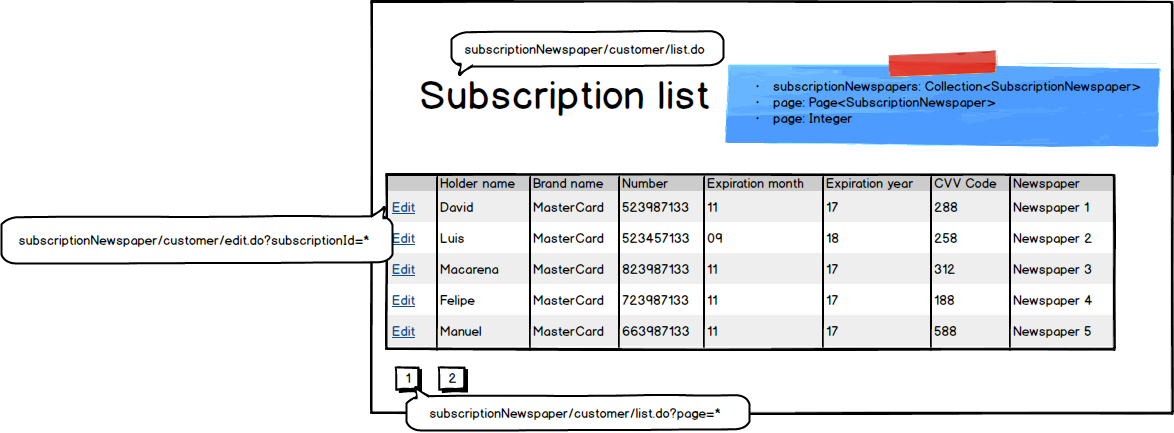 subscriptionNewspaper/customer/list.do
Subscription list
· subscriptionNewspapers: Collection<SubscriptionNewspaper>
· page: Page<SubscriptionNewspaper>
· page: Integer
Holder name Brand name Number Expiration month Expiration year CVV Code Newspaper
Edit David MasterCard 523987133 11 17 288 Newspaper 1
subscriptionNewspaper/customer/edit.do?subscriptionId=*
Edit Luis MasterCard 523457133 09 18 258 Newspaper 2
Edit Macarena MasterCard 823987133 11 17 312 Newspaper 3
Edit Felipe MasterCard 723987133 11 17 188 Newspaper 4
Edit Manuel MasterCard 663987133 11 17 588 Newspaper 5
1 2
subscriptionNewspaper/customer/list.do?page=*